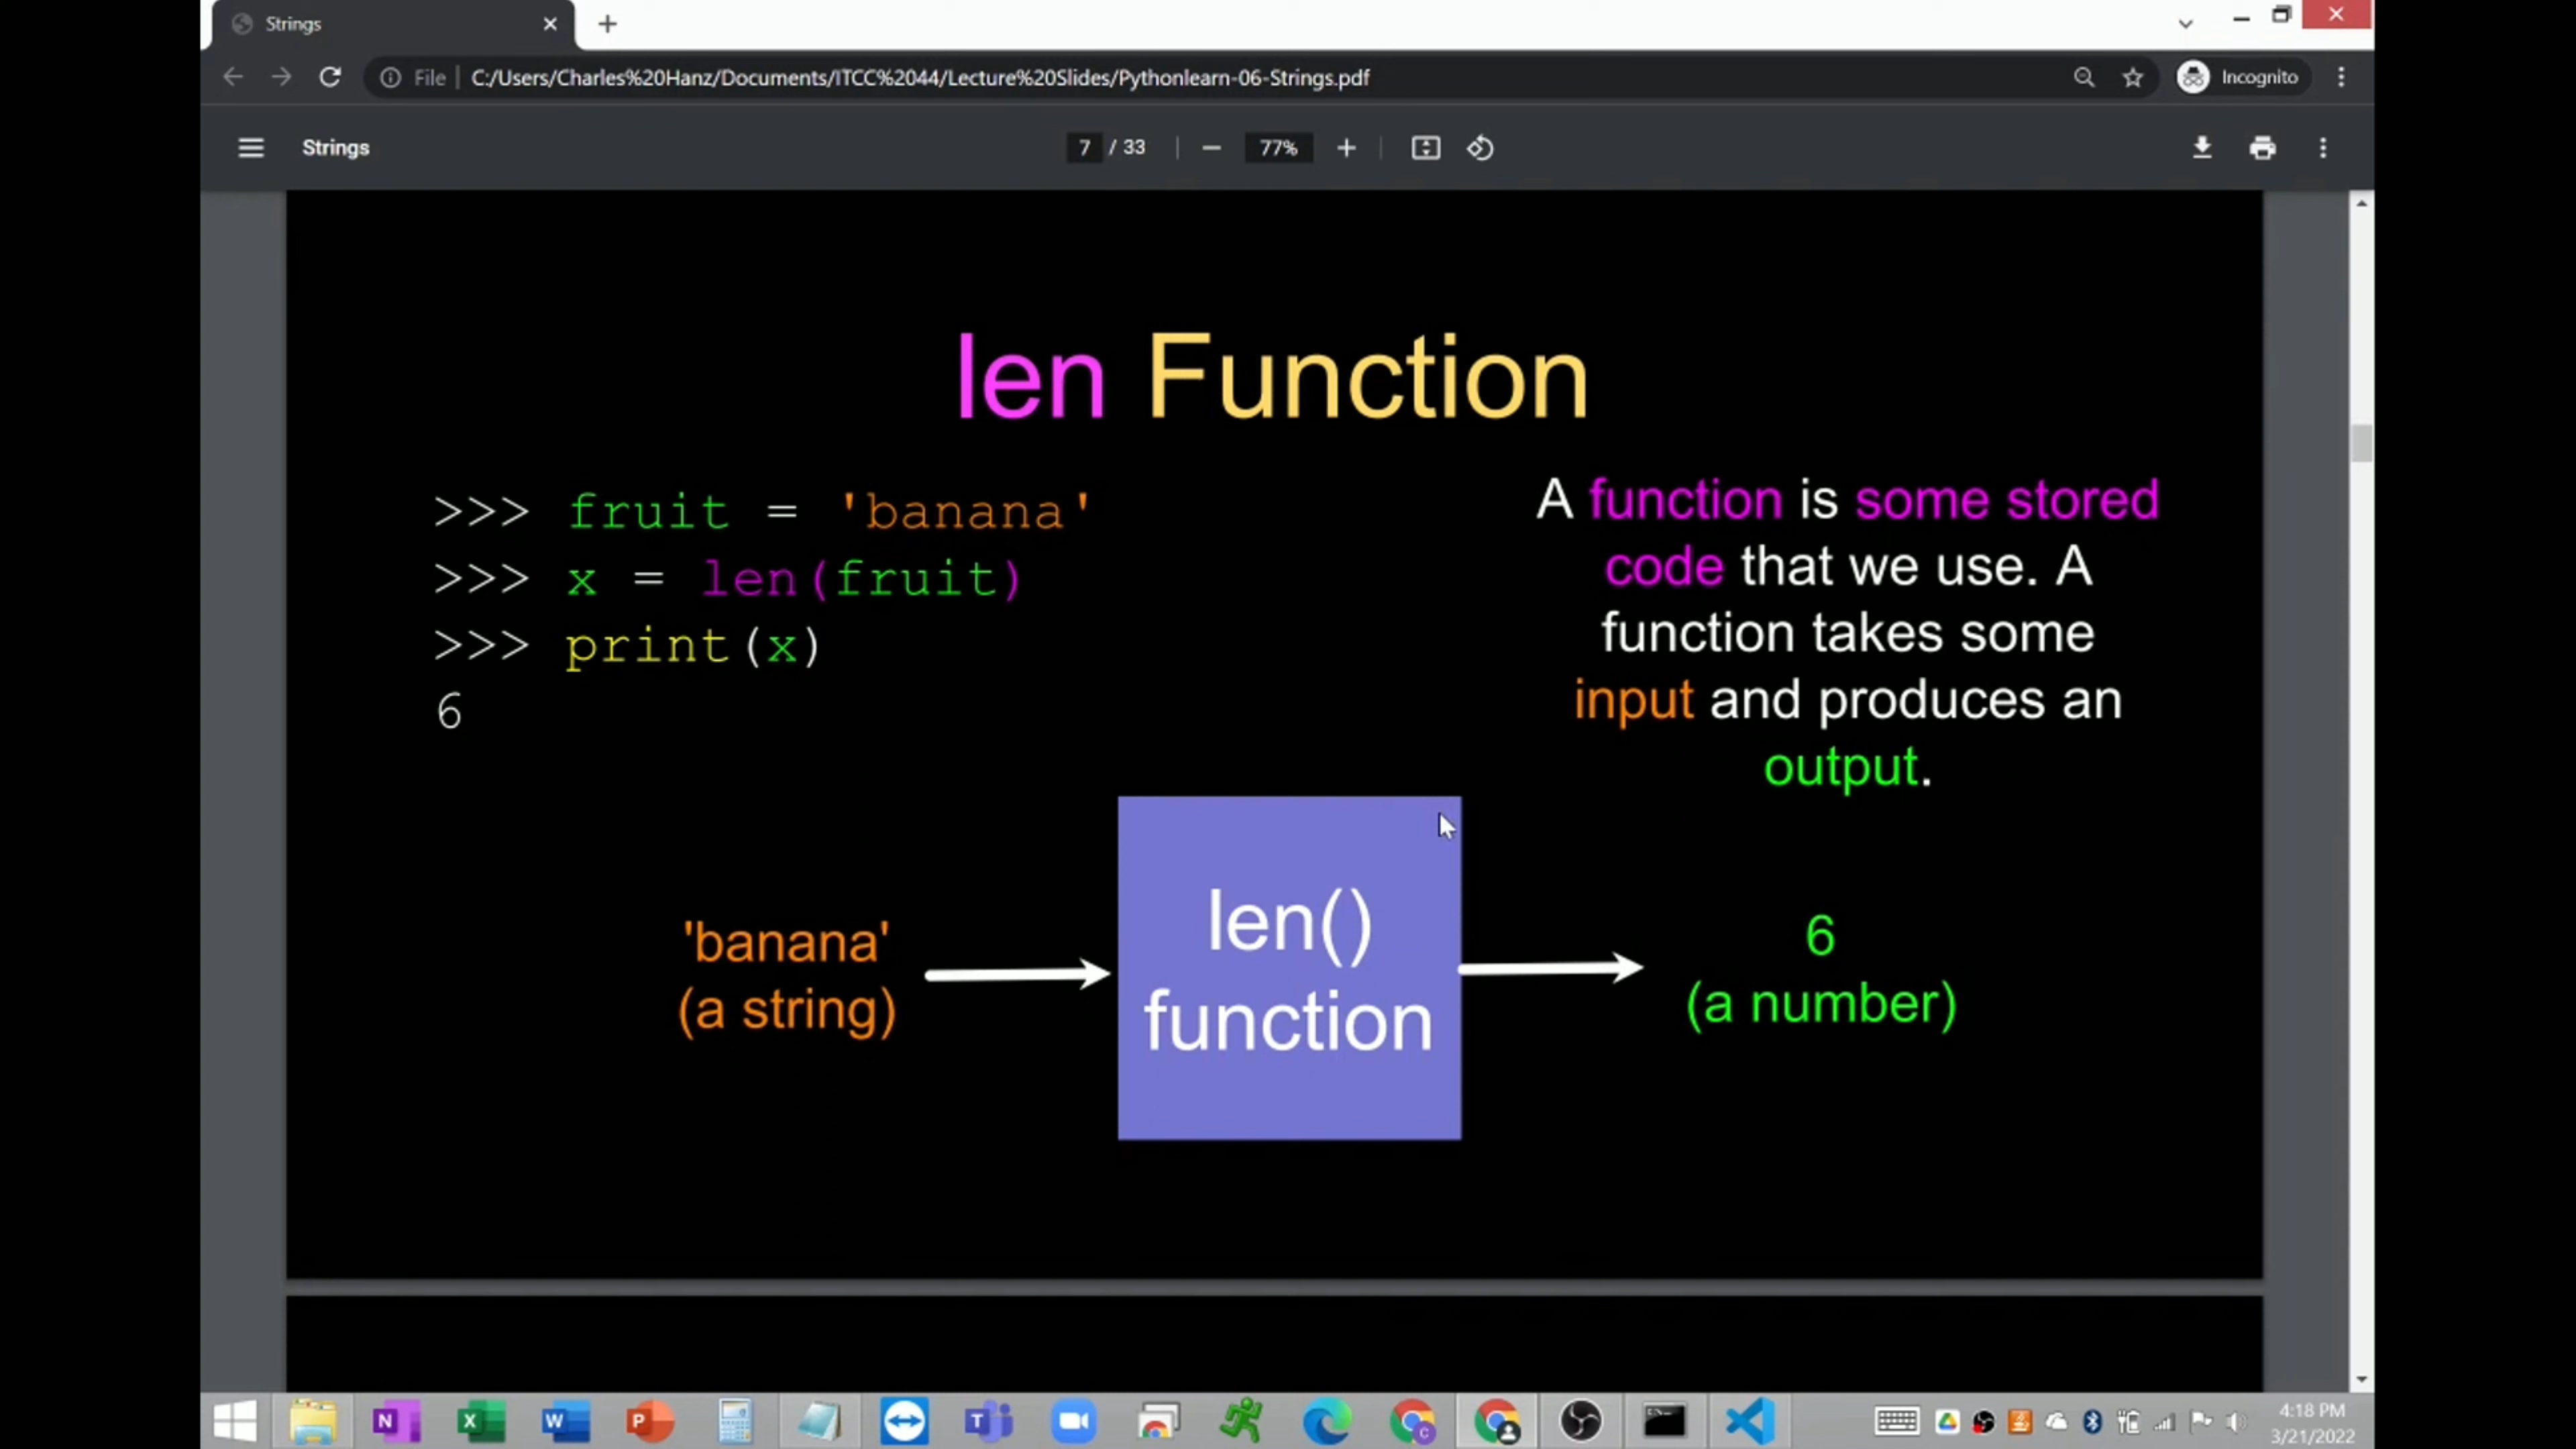 Strings
File
C:/Users/Charles%20Hanz/Documents/ITCC%2044/Lecture%20Slides/Pythonlearn-06-Strings.pdf
Incognito
Strings
7 / 33
77%
len Function
>>> fruit = 'banana'
>>> x = len(fruit)
>>> print(x)
6
A function is some stored
code that we use. A
function takes some
input and produces an
output.
'banana'
(a string)
len()
function
6
(a number)
4:18 PM
3/21/2022